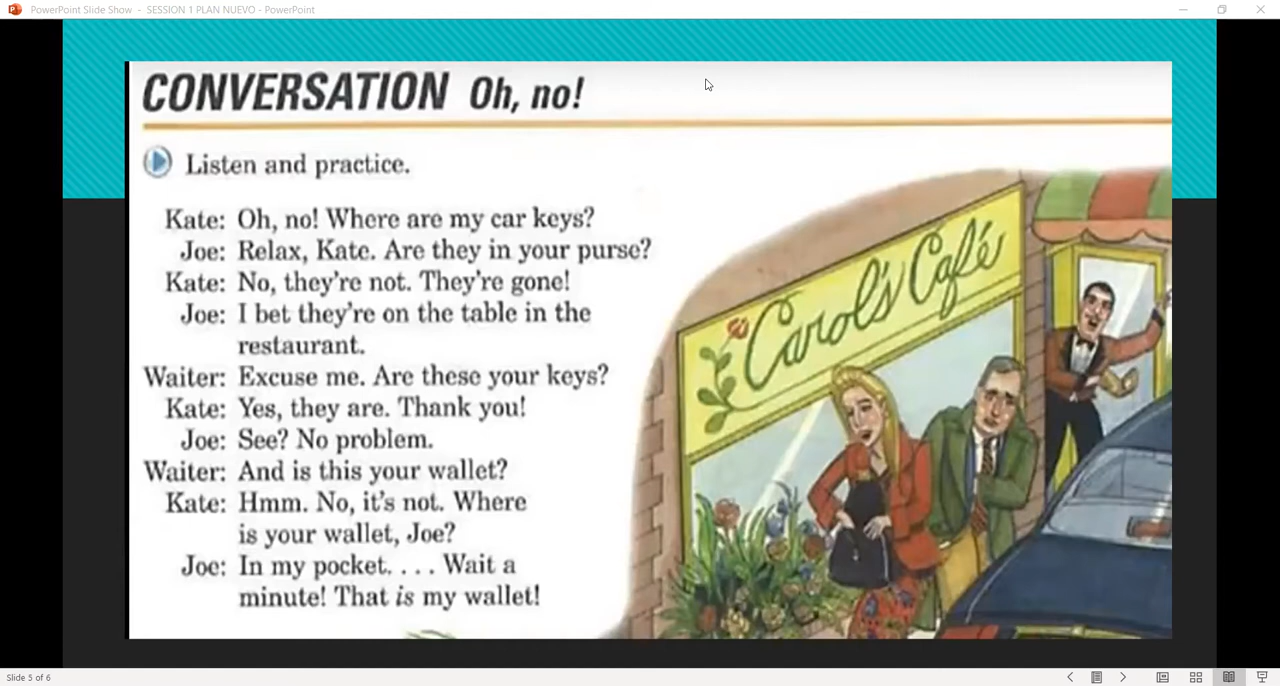 PowerPoint Slide Show - SESSION 1 PLAN NUEVO - PowerPoint
CONVERSATION Oh, no!
Listen and practice.
Kate: Oh, no! Where are my car keys?
Joe: Relax, Kate. Are they in your purse?
Kate: No, they're not. They're gone!
Joe: I bet they're on the table in the
restaurant.
Waiter: Excuse me. Are these your keys?
Kate: Yes, they are. Thank you!
Joe: See? No problem.
Waiter: And is this your wallet?
Kate: Hmm. No, it's not. Where
is your wallet, Joe?
Joe: In my pocket. . . . Wait a
minute! That is my wallet!
Carol's Café
Slide 5 of 6